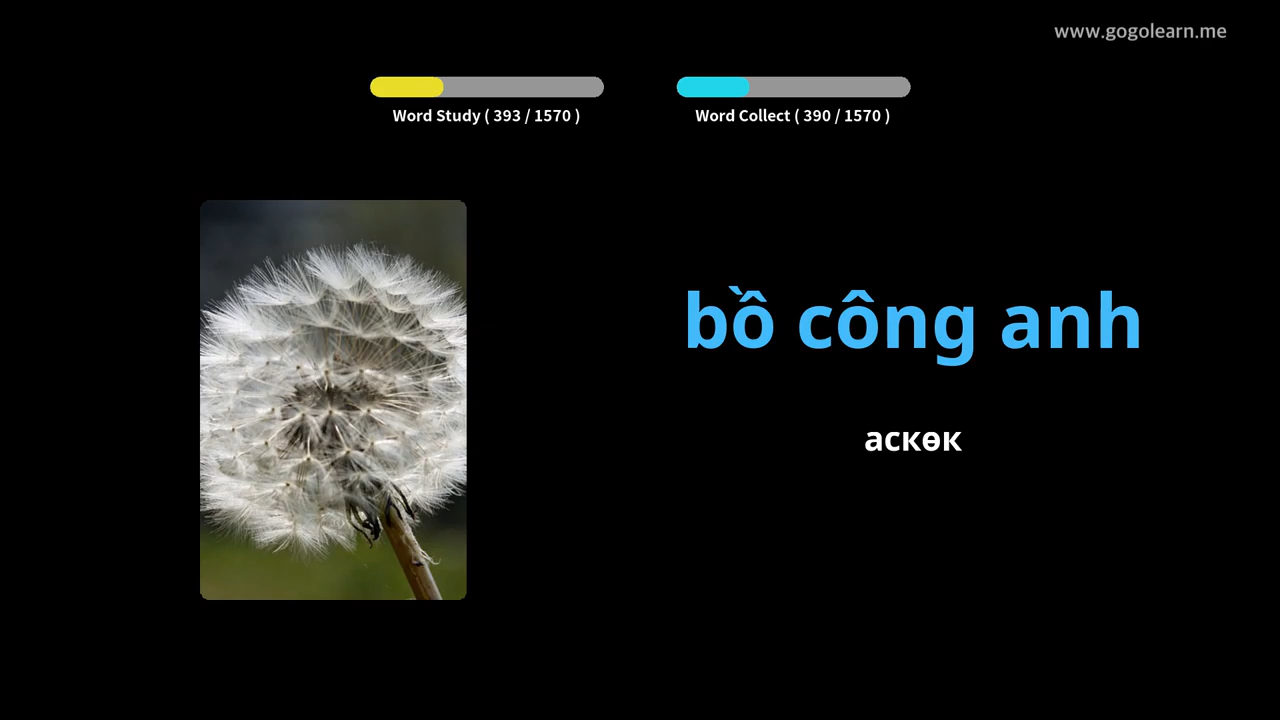 www.gogolearn.me
Word Study ( 393 / 1570 )
Word Collect ( 390 / 1570 )
bồ công anh
аскөк